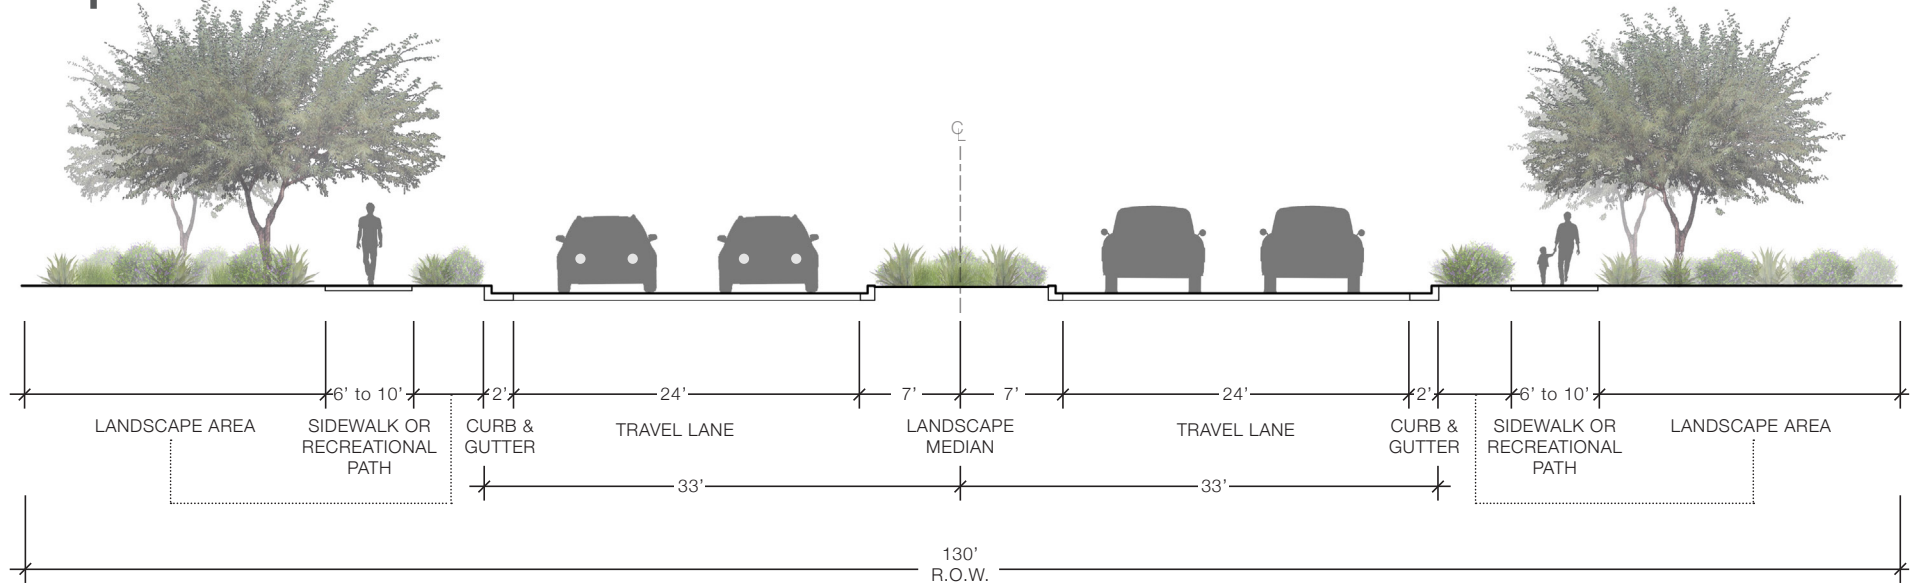 ℄
6’ to 10’ 2’ 24’ 7’ 7’ 24’ 2’ 6’ to 10’
LANDSCAPE AREA
SIDEWALK OR
RECREATIONAL
PATH
CURB &
GUTTER
TRAVEL LANE
LANDSCAPE
MEDIAN
TRAVEL LANE
CURB &
GUTTER
SIDEWALK OR
RECREATIONAL
PATH
LANDSCAPE AREA
33’ 33’
130’
R.O.W.